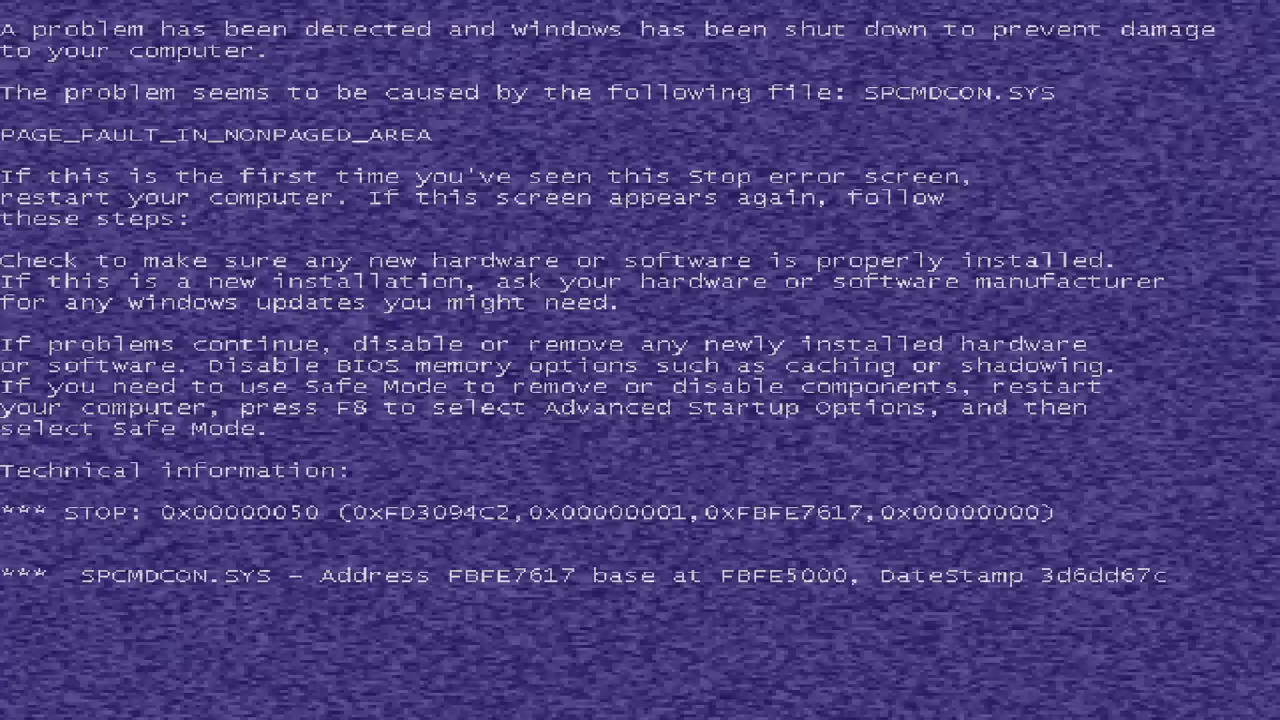 A problem has been detected and Windows has been shut down to prevent damage
to your computer.
The problem seems to be caused by the following file: SPCMDCON.SYS
PAGE_FAULT_IN_NONPAGED_AREA
If this is the first time you've seen this Stop error screen,
restart your computer. If this screen appears again, follow
these steps:
Check to make sure any new hardware or software is properly installed.
If this is a new installation, ask your hardware or software manufacturer
for any Windows updates you might need.
If problems continue, disable or remove any newly installed hardware
or software. Disable BIOS memory options such as caching or shadowing.
If you need to use Safe Mode to remove or disable components, restart
your computer, press F8 to select Advanced Startup Options, and then
select Safe Mode.
Technical information:
*** STOP: 0x00000050 (0xFD3094C2,0x00000001,0xFBFE7617,0x00000000)
*** SPCMDCON.SYS - Address FBFE7617 base at FBFE5000, DateStamp 3d6dd67c